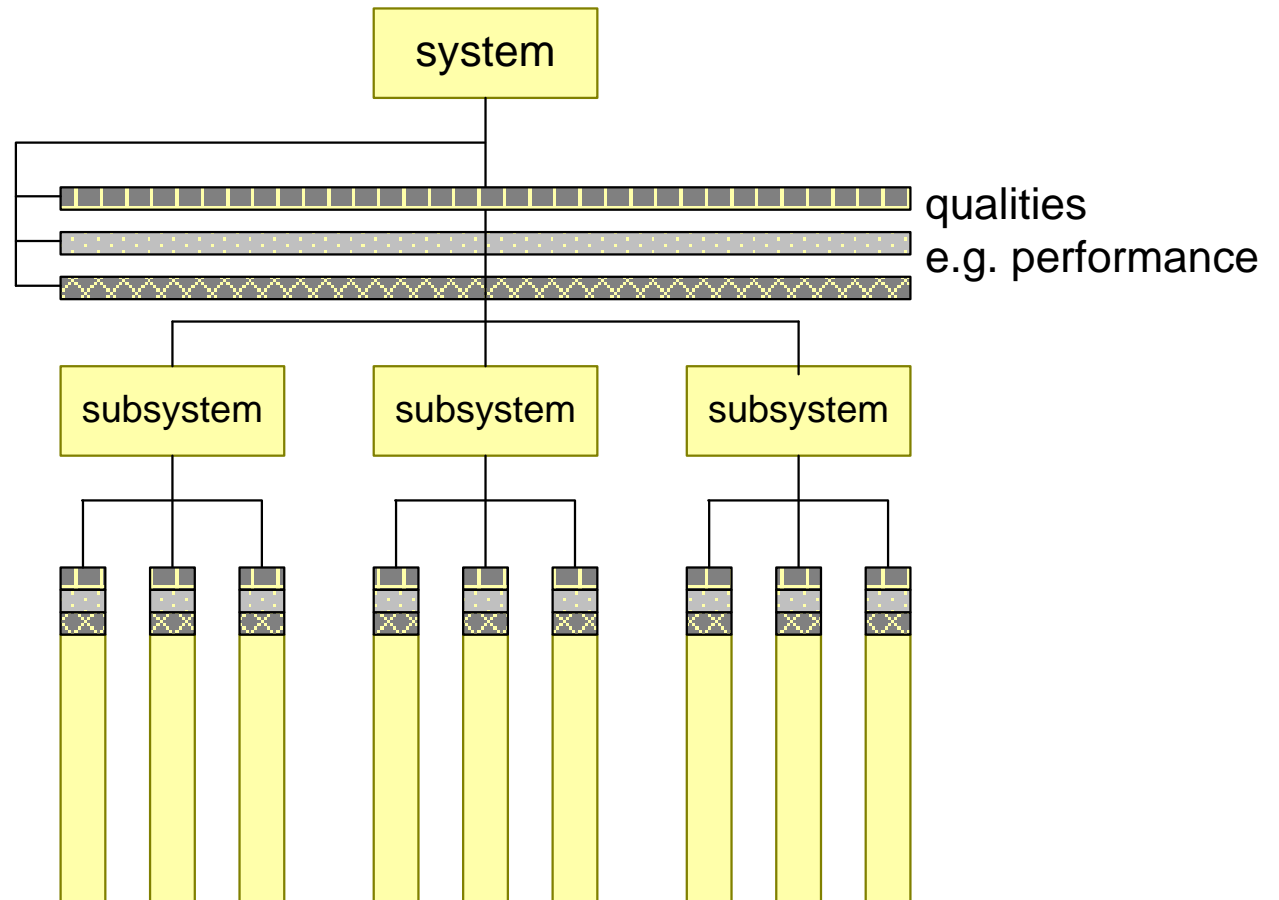 system
qualities
e.g. performance
subsystem
subsystem
subsystem